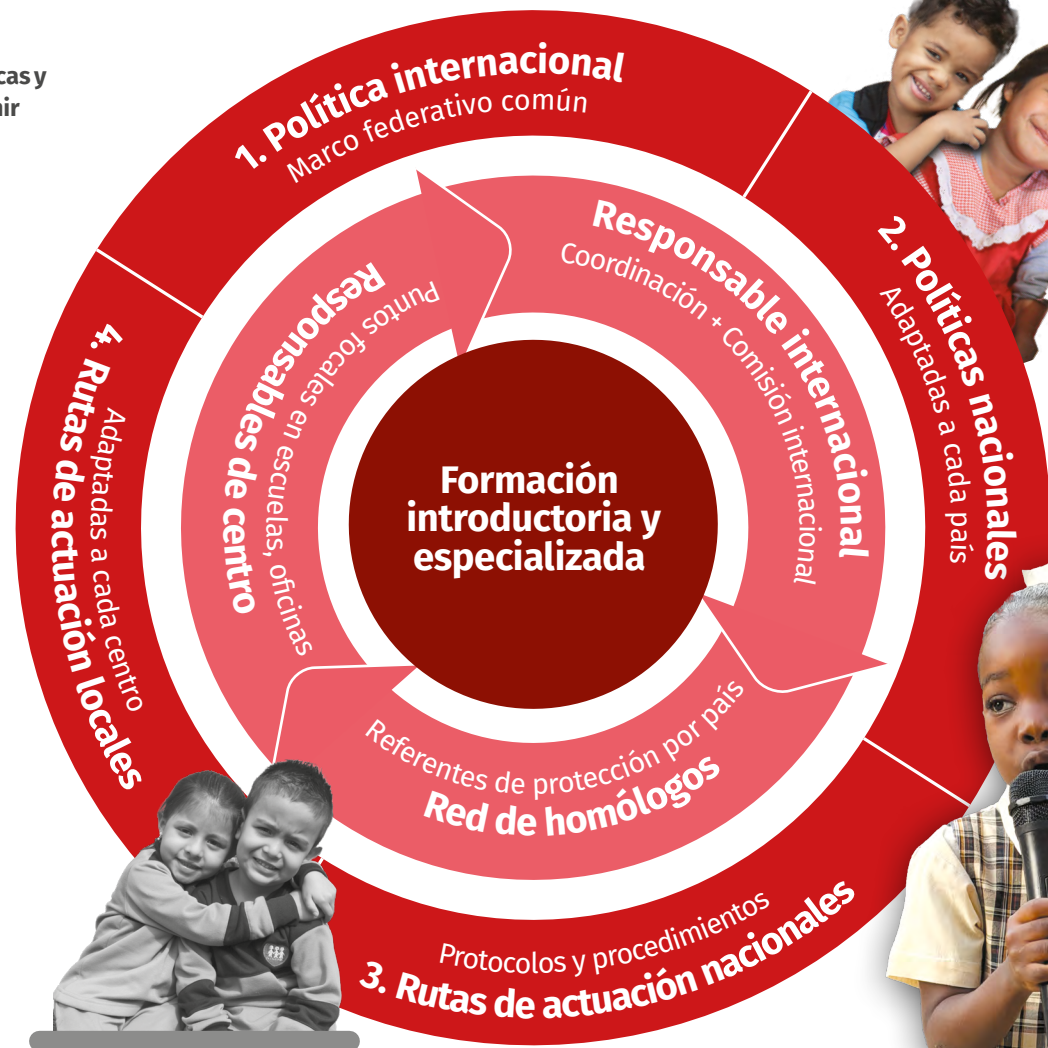 1. Política internacional
Marco federativo común
2. Políticas nacionales
Adaptadas a cada país
Protocolos y procedimientos
3. Rutas de actuación nacionales
4. Rutas de actuación locales
Adaptadas a cada centro
Responsable internacional
Coordinación + Comisión internacional
Referentes de protección por país
Red de homólogos
Responsables de centro
Puntos focales en escuelas, oficinas
Formación
introductoria y
especializada